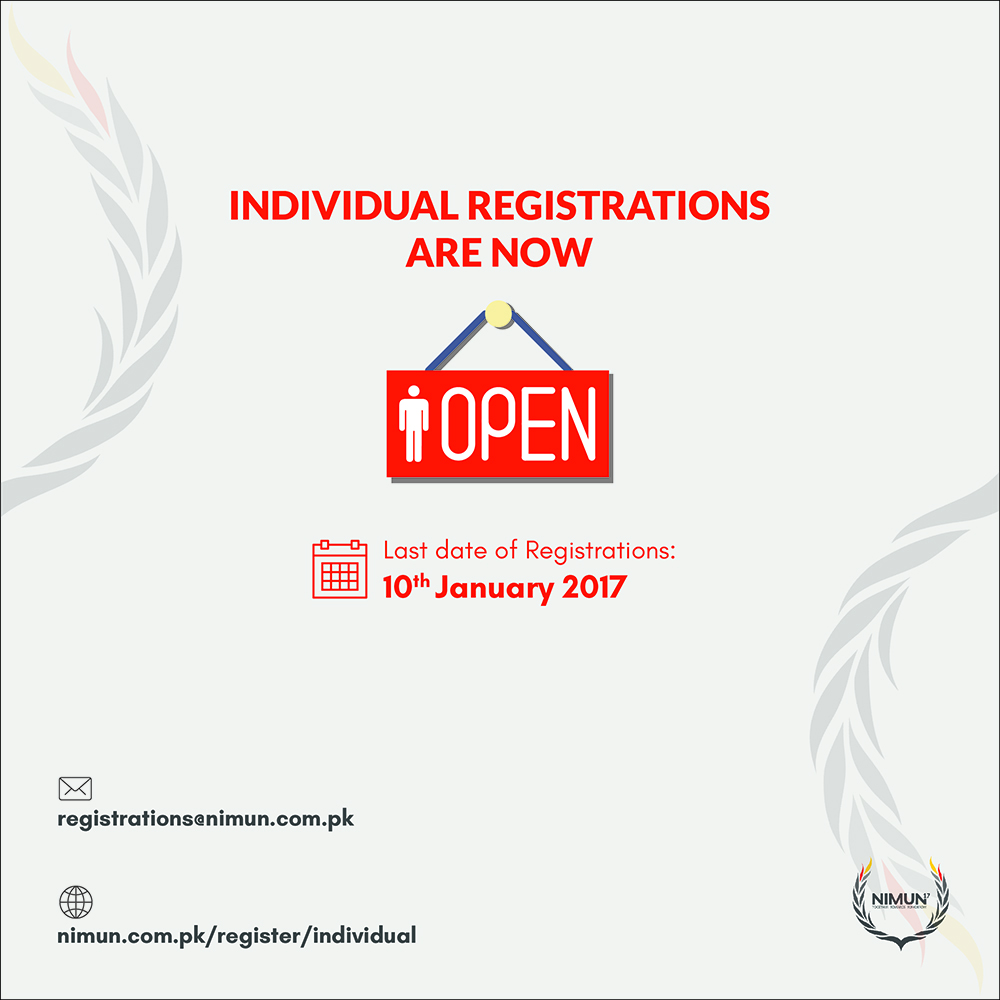 INDIVIDUAL REGISTRATIONS
ARE NOW
OPEN
Last date of Registrations:
10th January 2017
registrations@nimun.com.pk
nimun.com.pk/register/individual
NIMUN'17